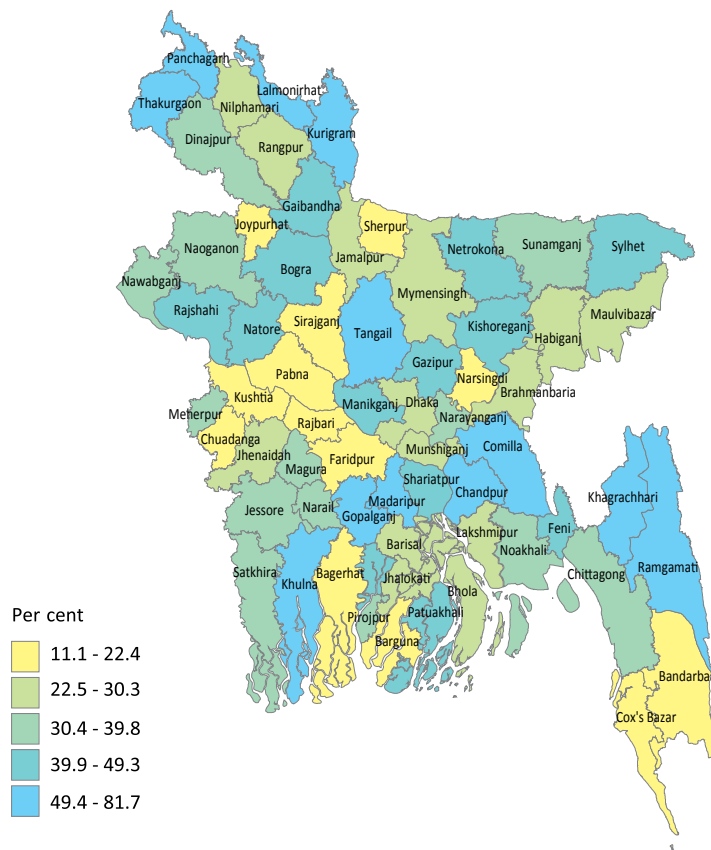 Panchagarh
Thakurgaon
Nilphamari
Lalmonirhat
Dinajpur
Rangpur
Kurigram
Gaibandha
Joypurhat
Sherpur
Naoganon
Jamalpur
Netrokona
Sunamganj
Sylhet
Bogra
Nawabganj
Mymensingh
Rajshahi
Natore
Sirajganj
Tangail
Kishoreganj
Habiganj
Maulvibazar
Gazipur
Pabna
Narsingdi
Kushtia
Manikganj
Dhaka
Brahmanbaria
Meherpur
Rajbari
Narayanganj
Chuadanga
Jhenaidah
Faridpur
Munshiganj
Comilla
Magura
Shariatpur
Madaripur
Chandpur
Khagrachhari
Jessore
Narail
Gopalganj
Lakshmipur
Feni
Barisal
Noakhali
Satkhira
Khulna
Bagerhat
Jhalokati
Chittagong
Ramgamati
Bhola
Pirojpur
Patuakhali
Barguna
Bandarba
Cox's Bazar
Per cent
11.1 - 22.4
22.5 - 30.3
30.4 - 39.8
39.9 - 49.3
49.4 - 81.7